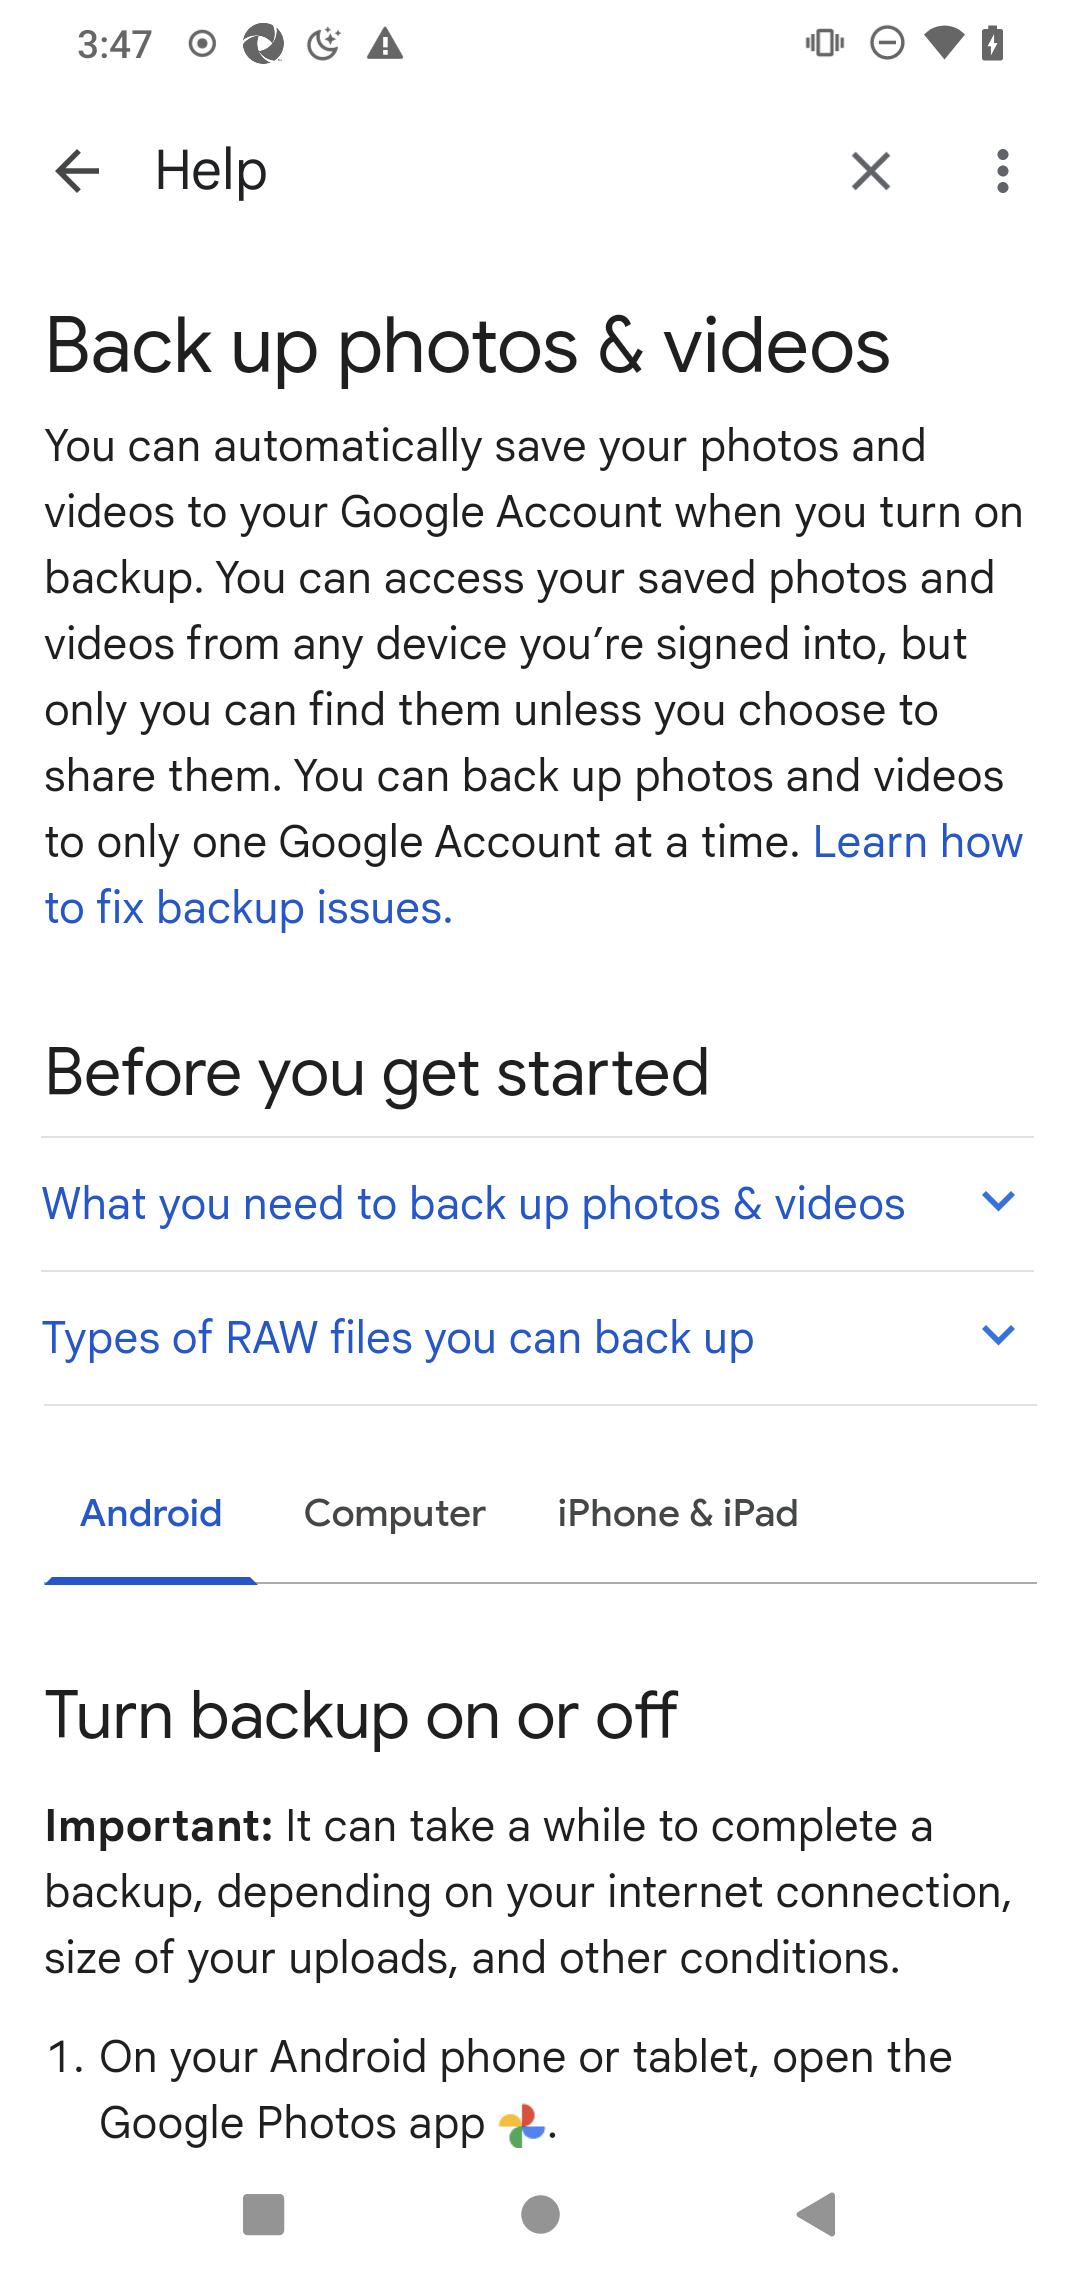 3:47
Help
Back up photos & videos
You can automatically save your photos and
videos to your Google Account when you turn on
backup. You can access your saved photos and
videos from any device you’re signed into, but
only you can find them unless you choose to
share them. You can back up photos and videos
to only one Google Account at a time. Learn how
to fix backup issues.
Before you get started
What you need to back up photos & videos
Types of RAW files you can back up
Android Computer iPhone & iPad
Turn backup on or off
Important: It can take a while to complete a
backup, depending on your internet connection,
size of your uploads, and other conditions.
1. On your Android phone or tablet, open the
Google Photos app .